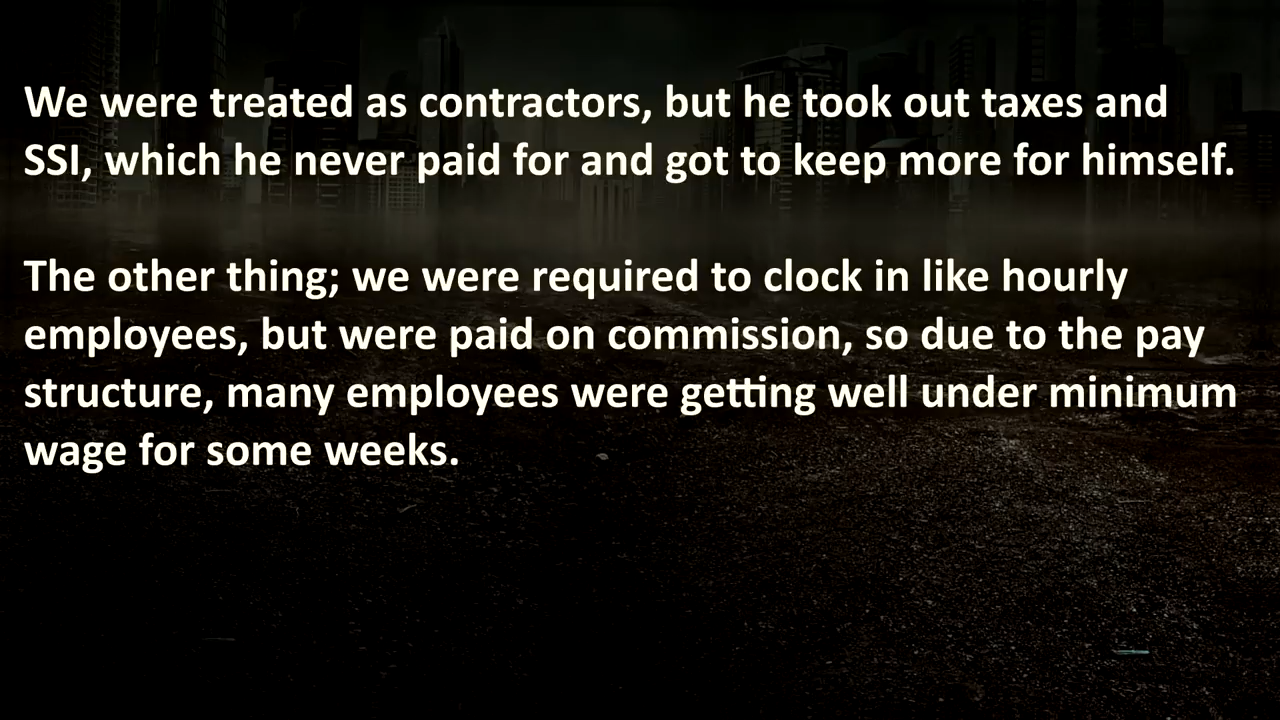 We were treated as contractors, but he took out taxes and
SSI, which he never paid for and got to keep more for himself.
The other thing; we were required to clock in like hourly
employees, but were paid on commission, so due to the pay
structure, many employees were getting well under minimum
wage for some weeks.